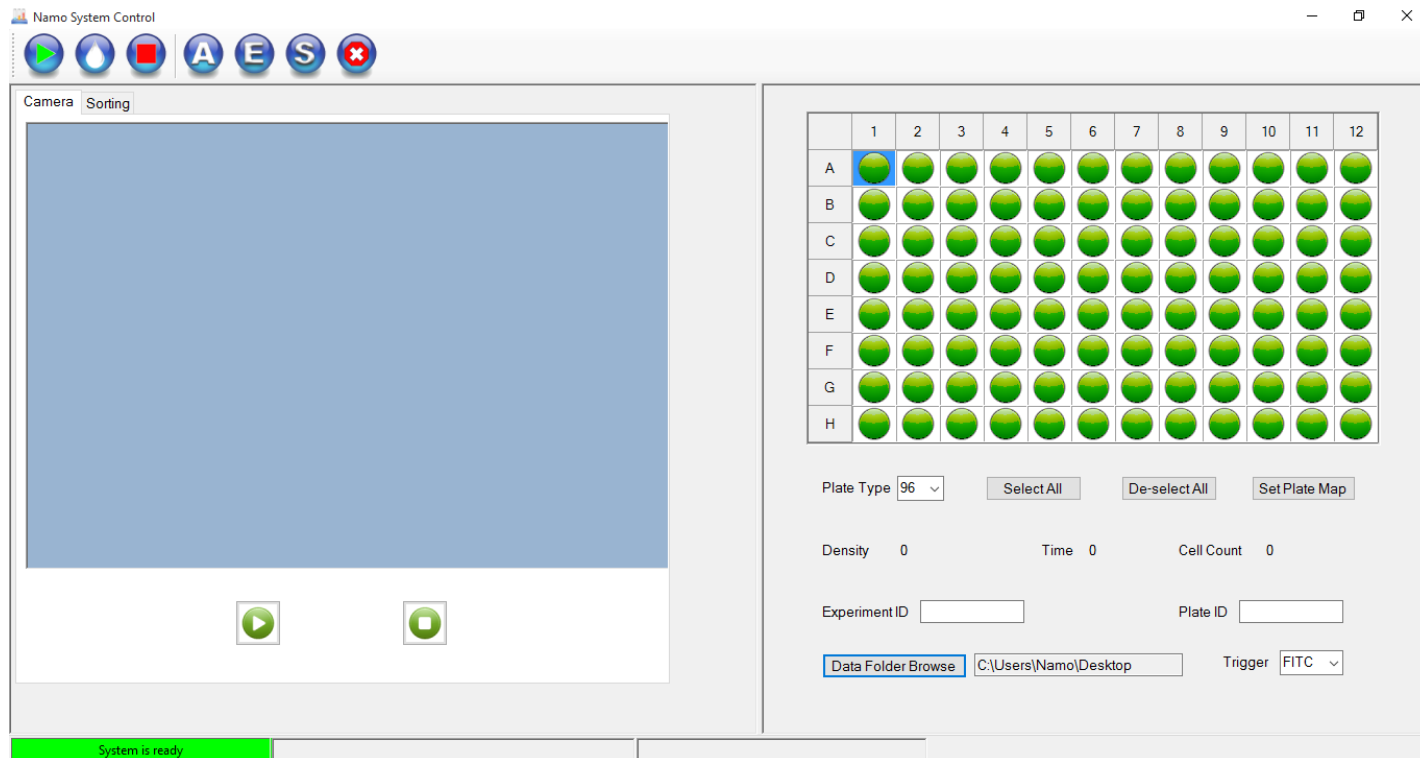 Namo System Control
A E S
Camera Sorting
1 2 3 4 5 6 7 8 9 10 11 12
A
B
C
D
E
F
G
H
Plate Type 96 Select All De-select All Set Plate Map
Density 0 Time 0 Cell Count 0
Experiment ID Plate ID
Data Folder Browse C:\Users\Namo\Desktop Trigger FITC
System is ready